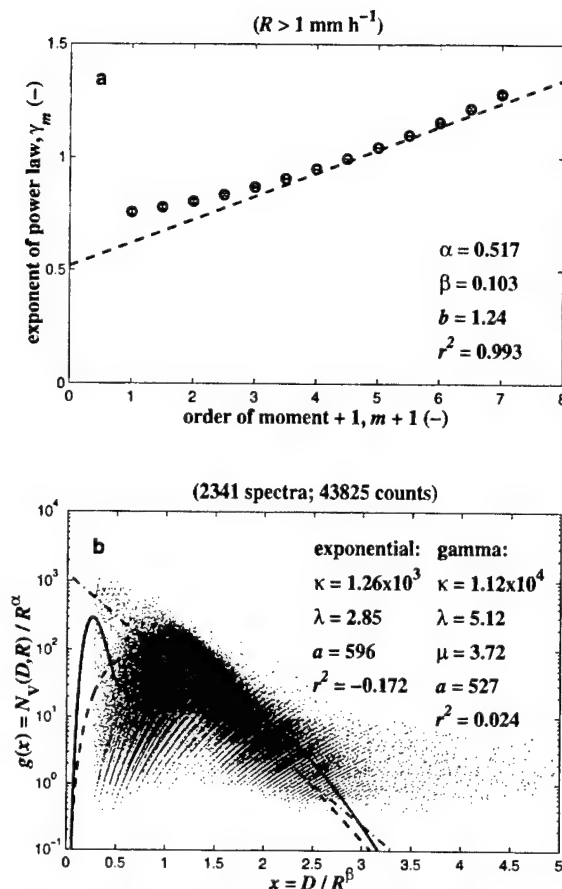 (R > 1 mm h⁻¹)
a
exponent of power law, γₘ (–)
1.5
1
0.5
0
α = 0.517
β = 0.103
b = 1.24
r² = 0.993
0 1 2 3 4 5 6 7 8
order of moment + 1, m + 1 (–)
(2341 spectra; 43825 counts)
b
g(x) = N_V(D,R) / R^α
10⁴
10³
10²
10¹
10⁰
10⁻¹
exponential: gamma:
κ = 1.26x10³ κ = 1.12x10⁴
λ = 2.85 λ = 5.12
a = 596 μ = 3.72
r² = –0.172 a = 527
r² = 0.024
0 0.5 1 1.5 2 2.5 3 3.5 4 4.5 5
x = D / R^β